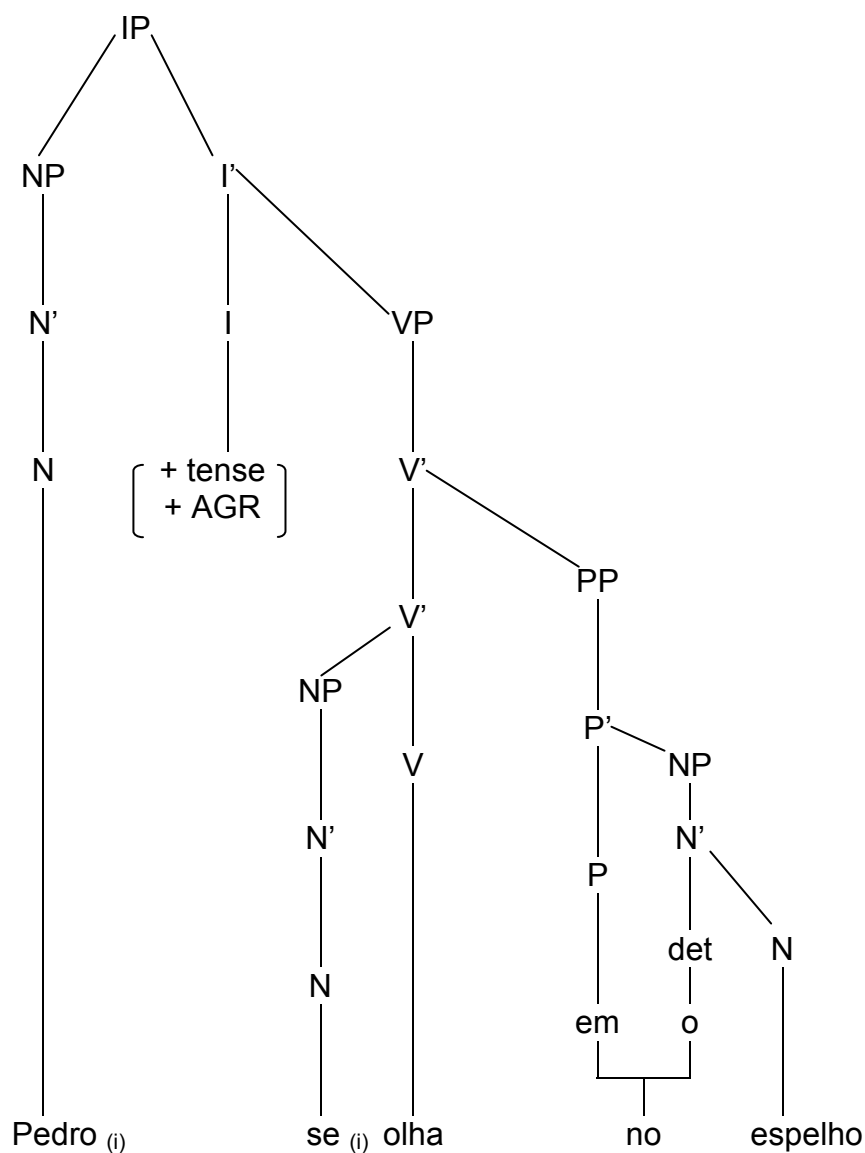 IP
NP I'
N' I VP
N + tense V'
+ AGR
PP
V'
NP
P'
V NP
N' N'
P
det N
N
em o
Pedro (i) se (i) olha no espelho